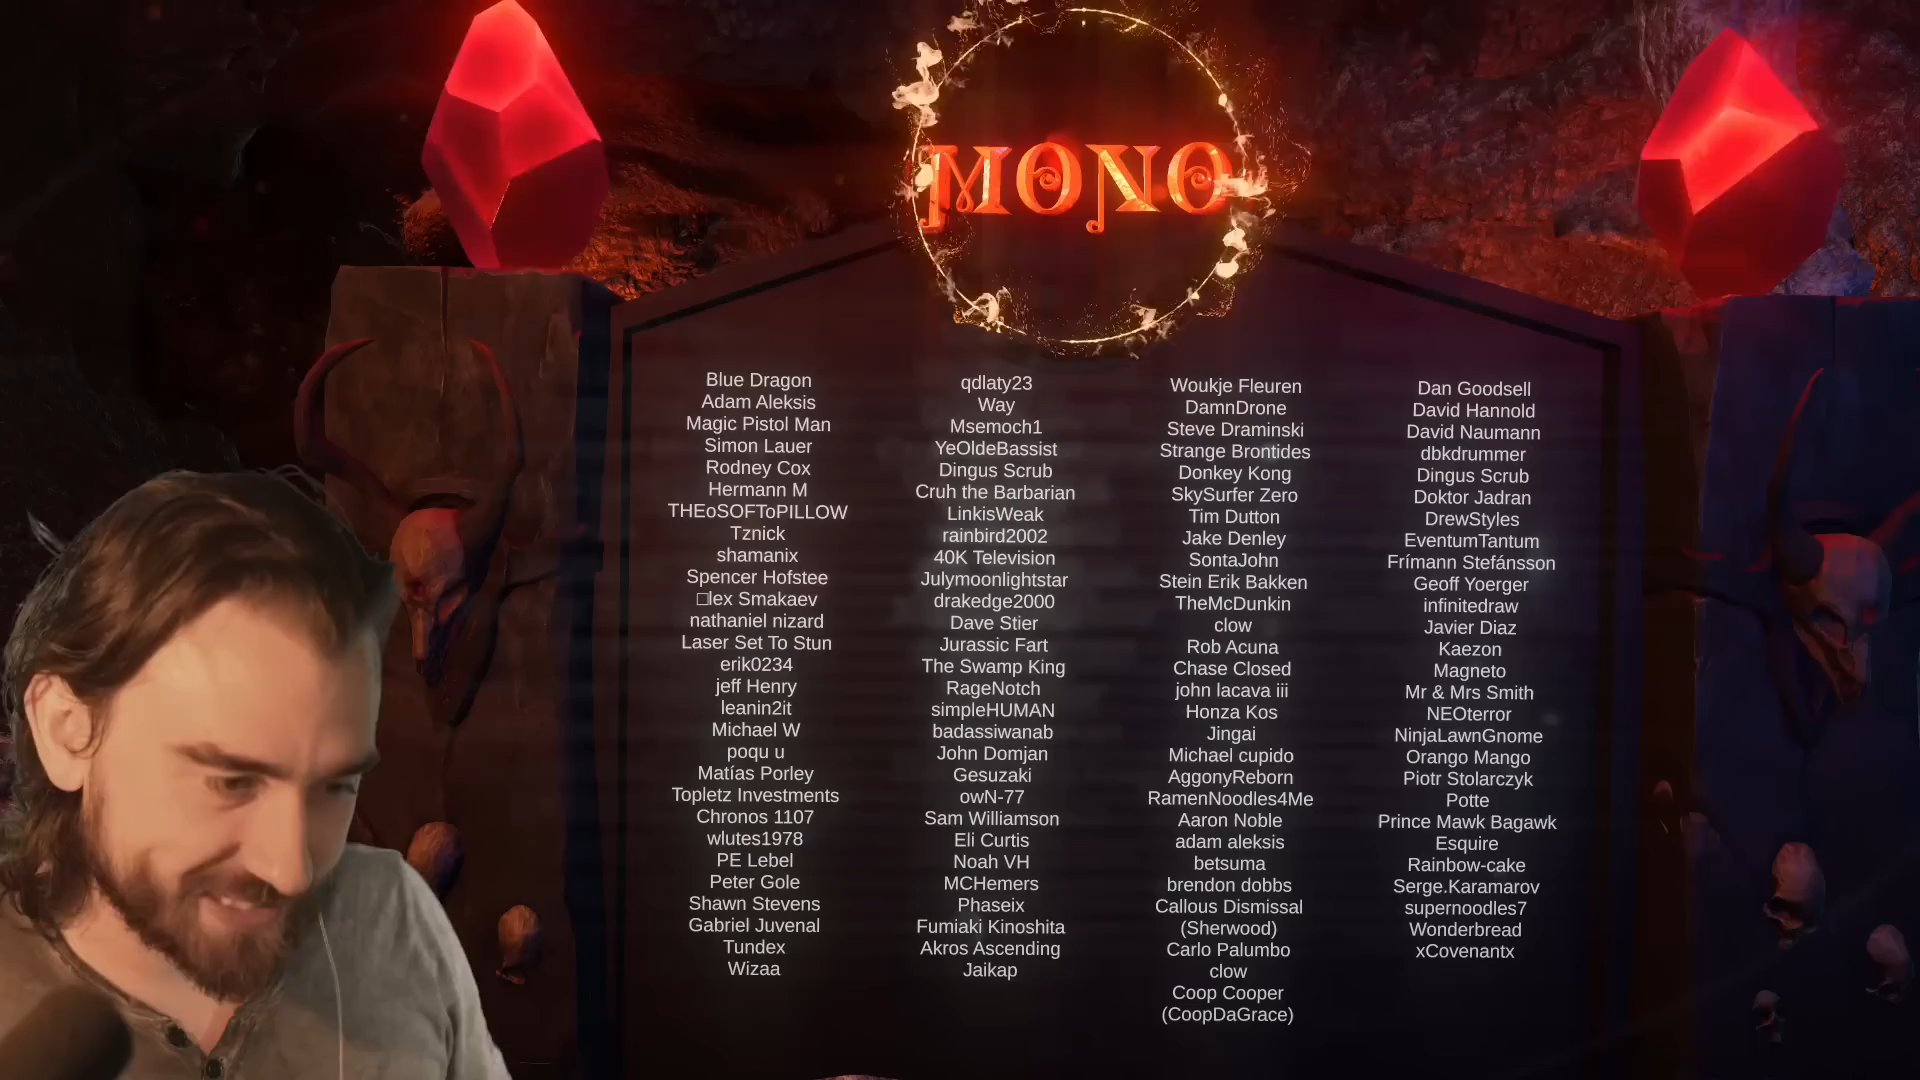 MONO
Blue Dragon
Adam Aleksis
Magic Pistol Man
Simon Lauer
Rodney Cox
Hermann M
THEoSOFToPILLOW
Tznick
shamanix
Spencer Hofstee
□lex Smakaev
nathaniel nizard
Laser Set To Stun
erik0234
jeff Henry
leanin2it
Michael W
poqu u
Matías Porley
Topletz Investments
Chronos 1107
wlutes1978
PE Lebel
Peter Gole
Shawn Stevens
Gabriel Juvenal
Tundex
Wizaa
qdlaty23
Way
Msemoch1
YeOldeBassist
Dingus Scrub
Cruh the Barbarian
LinkisWeak
rainbird2002
40K Television
Julymoonlightstar
drakedge2000
Dave Stier
Jurassic Fart
The Swamp King
RageNotch
simpleHUMAN
badassiwanab
John Domjan
Gesuzaki
owN-77
Sam Williamson
Eli Curtis
Noah VH
MCHemers
Phaseix
Fumiaki Kinoshita
Akros Ascending
Jaikap
Woukje Fleuren
DamnDrone
Steve Draminski
Strange Brontides
Donkey Kong
SkySurfer Zero
Tim Dutton
Jake Denley
SontaJohn
Stein Erik Bakken
TheMcDunkin
clow
Rob Acuna
Chase Closed
john lacava iii
Honza Kos
Jingai
Michael cupido
AggonyReborn
RamenNoodles4Me
Aaron Noble
adam aleksis
betsuma
brendon dobbs
Callous Dismissal
(Sherwood)
Carlo Palumbo
clow
Coop Cooper
(CoopDaGrace)
Dan Goodsell
David Hannold
David Naumann
dbkdrummer
Dingus Scrub
Doktor Jadran
DrewStyles
EventumTantum
Frímann Stefánsson
Geoff Yoerger
infinitedraw
Javier Diaz
Kaezon
Magneto
Mr & Mrs Smith
NEOterror
NinjaLawnGnome
Orango Mango
Piotr Stolarczyk
Potte
Prince Mawk Bagawk
Esquire
Rainbow-cake
Serge.Karamarov
supernoodles7
Wonderbread
xCovenantx